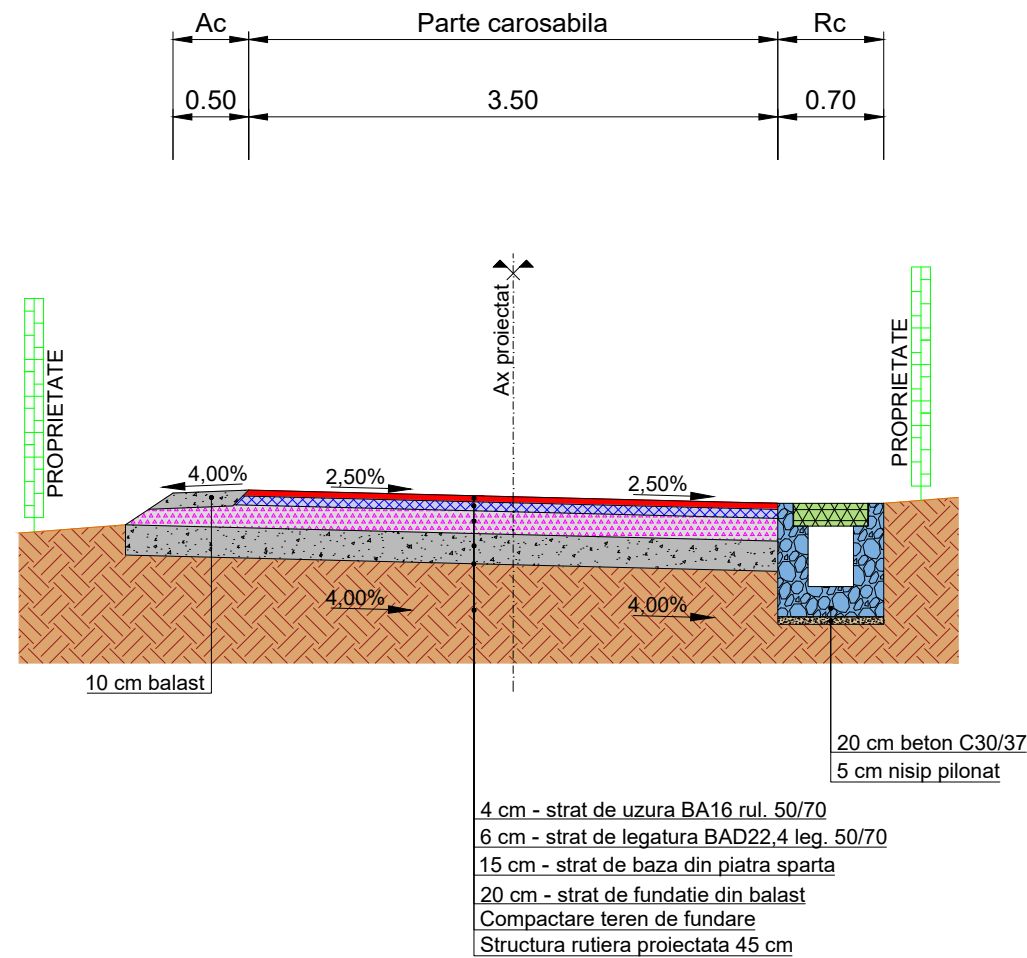 Ac Parte carosabila Rc
0.50 3.50 0.70
Ax proiectat
PROPRIETATE
PROPRIETATE
4,00% 2,50% 2,50%
4,00% 4,00%
10 cm balast
20 cm beton C30/37
5 cm nisip pilonat
4 cm - strat de uzura BA16 rul. 50/70
6 cm - strat de legatura BAD22,4 leg. 50/70
15 cm - strat de baza din piatra sparta
20 cm - strat de fundatie din balast
Compactare teren de fundare
Structura rutiera proiectata 45 cm